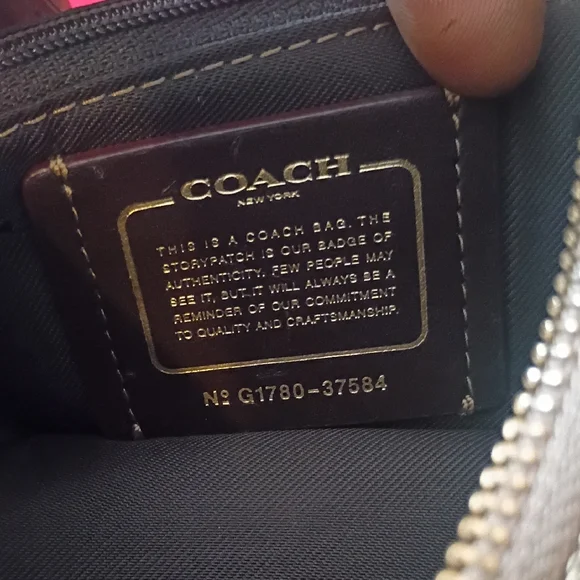 COACH
NEW YORK
THIS IS A COACH BAG. THE
STORYPATCH IS OUR BADGE OF
AUTHENTICITY. FEW PEOPLE MAY
SEE IT, BUT IT WILL ALWAYS BE A
REMINDER OF OUR COMMITMENT
TO QUALITY AND CRAFTSMANSHIP.
Nº G1780-37584